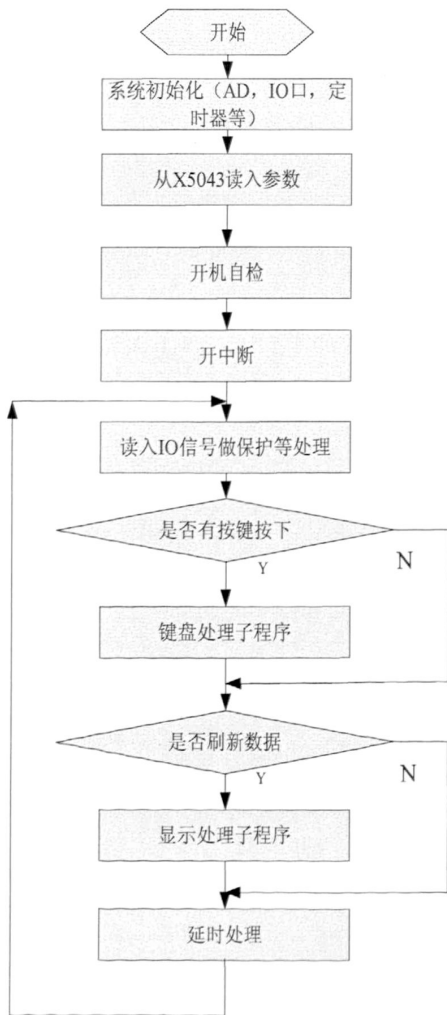 开始
系统初始化（AD，IO口，定
时器等）
从X5043读入参数
开机自检
开中断
读入IO信号做保护等处理
是否有按键按下
Y
N
键盘处理子程序
是否刷新数据
Y
N
显示处理子程序
延时处理